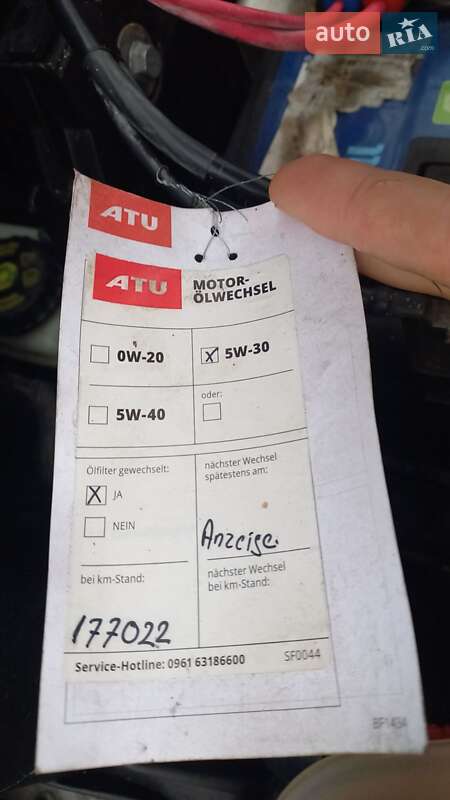 auto RIA
.com
ATU
ATU MOTOR-
ÖLWECHSEL
0W-20
5W-30
5W-40
oder:
Ölfilter gewechselt:
JA
NEIN
nächster Wechsel
spätestens am:
Anzeige
bei km-Stand:
177022
nächster Wechsel
bei km-Stand:
Service-Hotline: 0961 63186600
SF0044
BF1434